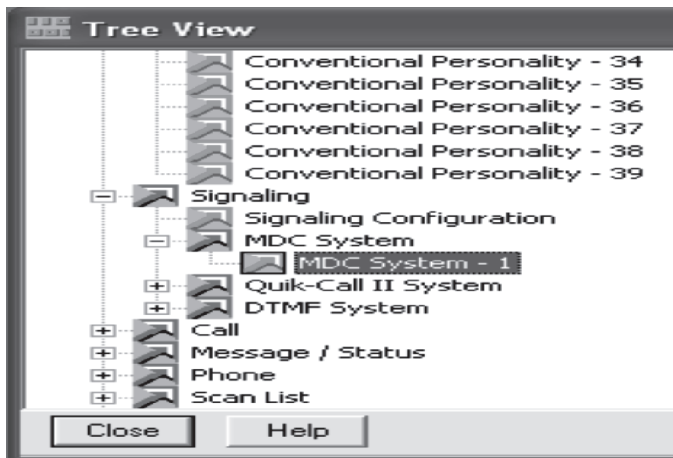 Tree View
Conventional Personality - 34
Conventional Personality - 35
Conventional Personality - 36
Conventional Personality - 37
Conventional Personality - 38
Conventional Personality - 39
Signaling
Signaling Configuration
MDC System
MDC System - 1
Quik-Call II System
DTMF System
Call
Message / Status
Phone
Scan List
Close Help